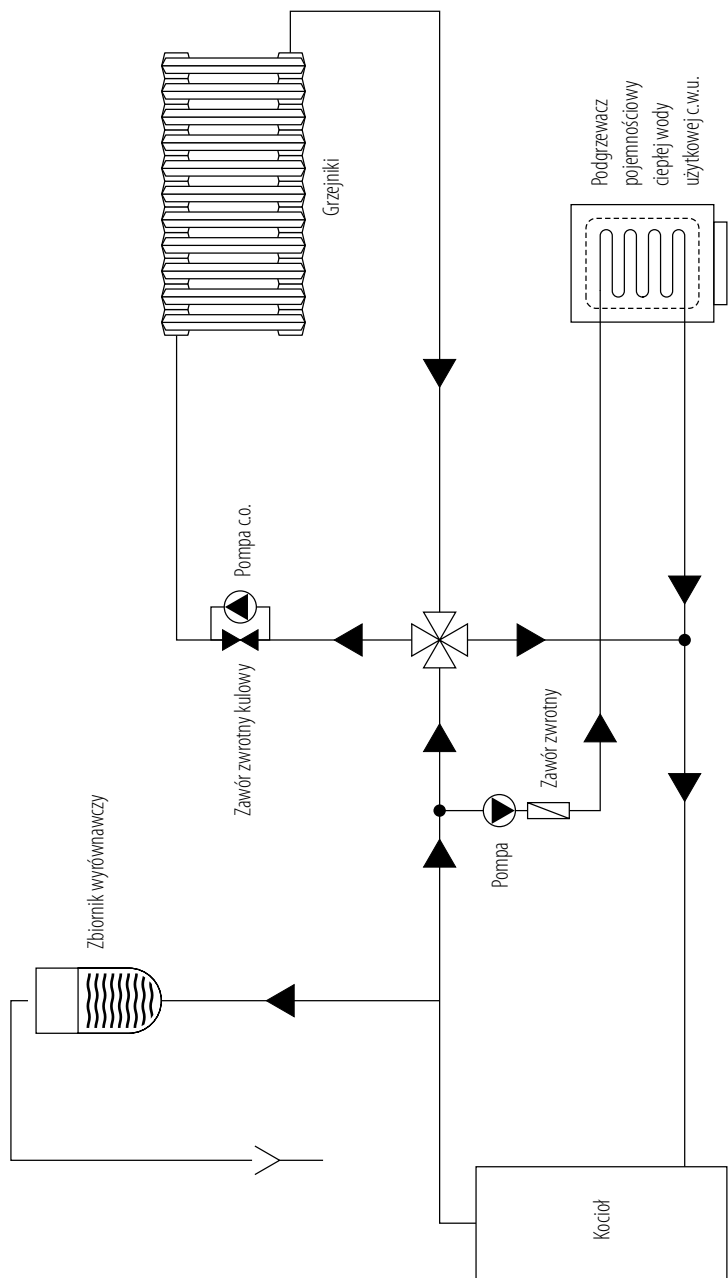 Grzejniki
Podgrzewacz
pojemnościowy
ciepłej wody
użytkowej c.w.u.
Pompa c.o.
Zawór zwrotny kulowy
Zawór zwrotny
Pompa
Zbiornik wyrównawczy
Kocioł